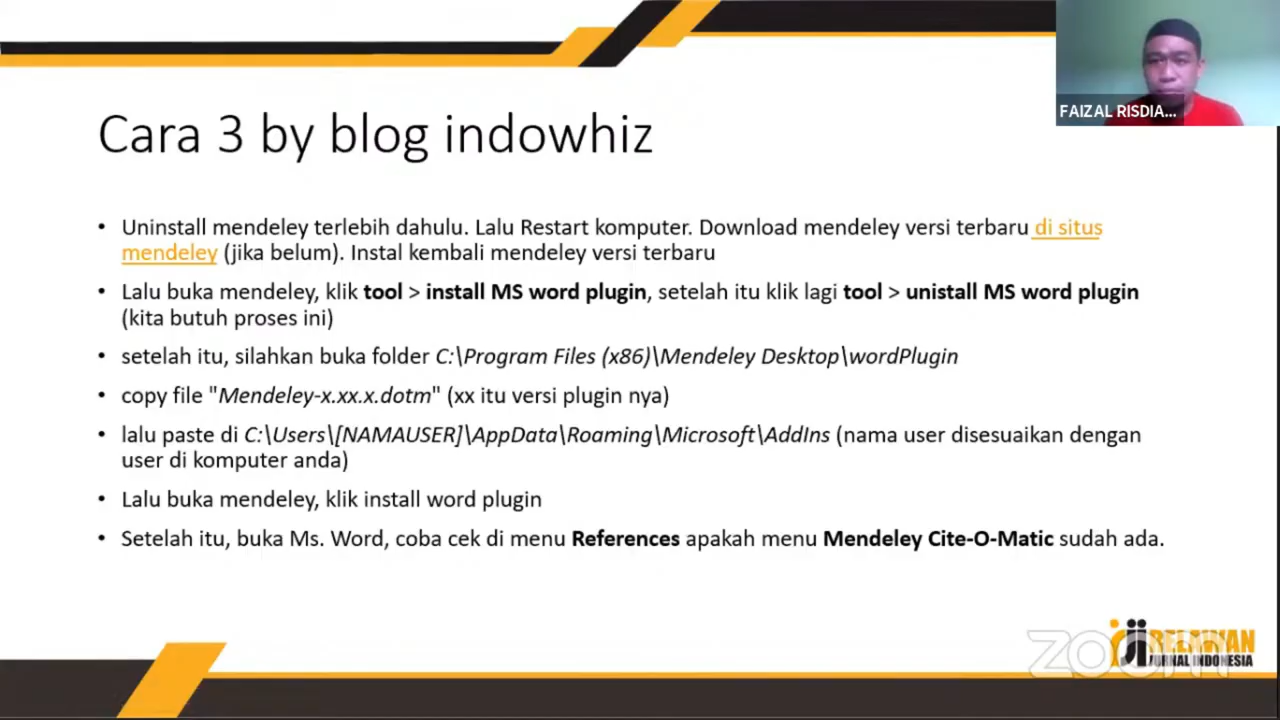 FAIZAL RISDIA...
Cara 3 by blog indowhiz
• Uninstall mendeley terlebih dahulu. Lalu Restart komputer. Download mendeley versi terbaru di situs
mendeley (jika belum). Instal kembali mendeley versi terbaru
• Lalu buka mendeley, klik tool > install MS word plugin, setelah itu klik lagi tool > unistall MS word plugin
(kita butuh proses ini)
• setelah itu, silahkan buka folder C:\Program Files (x86)\Mendeley Desktop\wordPlugin
• copy file "Mendeley-x.xx.x.dotm" (xx itu versi plugin nya)
• lalu paste di C:\Users\[NAMAUSER]\AppData\Roaming\Microsoft\AddIns (nama user disesuaikan dengan
user di komputer anda)
• Lalu buka mendeley, klik install word plugin
• Setelah itu, buka Ms. Word, coba cek di menu References apakah menu Mendeley Cite-O-Matic sudah ada.
zoom
RELAWAN
JURNAL INDONESIA